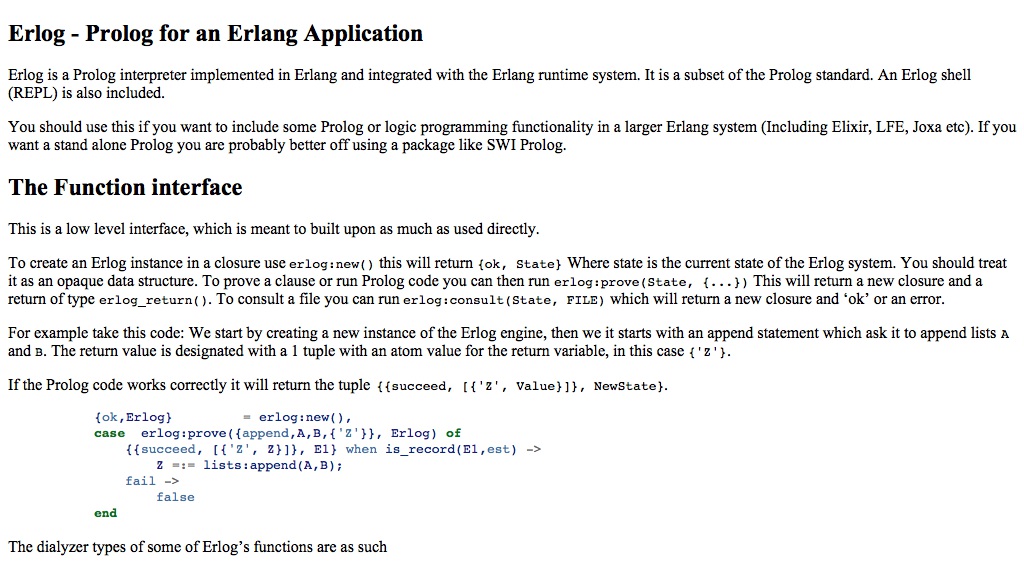 Erlog - Prolog for an Erlang Application
Erlog is a Prolog interpreter implemented in Erlang and integrated with the Erlang runtime system. It is a subset of the Prolog standard. An Erlog shell
(REPL) is also included.
You should use this if you want to include some Prolog or logic programming functionality in a larger Erlang system (Including Elixir, LFE, Joxa etc). If you
want a stand alone Prolog you are probably better off using a package like SWI Prolog.
The Function interface
This is a low level interface, which is meant to built upon as much as used directly.
To create an Erlog instance in a closure use erlog:new() this will return {ok, State} Where state is the current state of the Erlog system. You should treat
it as an opaque data structure. To prove a clause or run Prolog code you can then run erlog:prove(State, {...}) This will return a new closure and a
return of type erlog_return(). To consult a file you can run erlog:consult(State, FILE) which will return a new closure and ‘ok’ or an error.
For example take this code: We start by creating a new instance of the Erlog engine, then we it starts with an append statement which ask it to append lists A
and B. The return value is designated with a 1 tuple with an atom value for the return variable, in this case {'Z'}.
If the Prolog code works correctly it will return the tuple {{succeed, [{'Z', Value}]}, NewState}.
{ok,Erlog} = erlog:new(),
case erlog:prove({append,A,B,{'Z'}}, Erlog) of
{{succeed, [{'Z', Z}]}, E1} when is_record(E1,est) ->
Z =:= lists:append(A,B);
fail ->
false
end
The dialyzer types of some of Erlog’s functions are as such